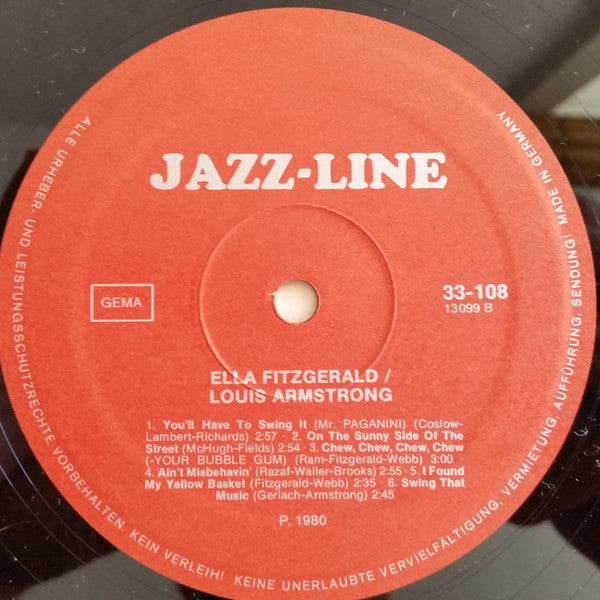 JAZZ-LINE
GEMA
33-108
13099 B
ELLA FITZGERALD /
LOUIS ARMSTRONG
1. You'll Have To Swing It (Mr. PAGANINI) (Coslow-
Lambert-Richards) 2:57 · 2. On The Sunny Side Of The
Street (McHugh-Fields) 2:54 · 3. Chew, Chew, Chew, Chew
(-YOUR BUBBLE GUM) (Ram-Fitzgerald-Webb) 3:00 ·
4. Ain't Misbehavin' (Razaf-Waller-Brooks) 2:55 · 5. I Found
My Yellow Basket (Fitzgerald-Webb) 2:35 · 6. Swing That
Music (Gerlach-Armstrong) 2:45
P. 1980
ALLE URHEBER- UND LEISTUNGSSCHUTZRECHTE VORBEHALTEN. KEIN VERLEIH! KEINE UNERLAUBTE VERVIELFÄLTIGUNG, VERMIETUNG, AUFFÜHRUNG, SENDUNG! MADE IN GERMANY